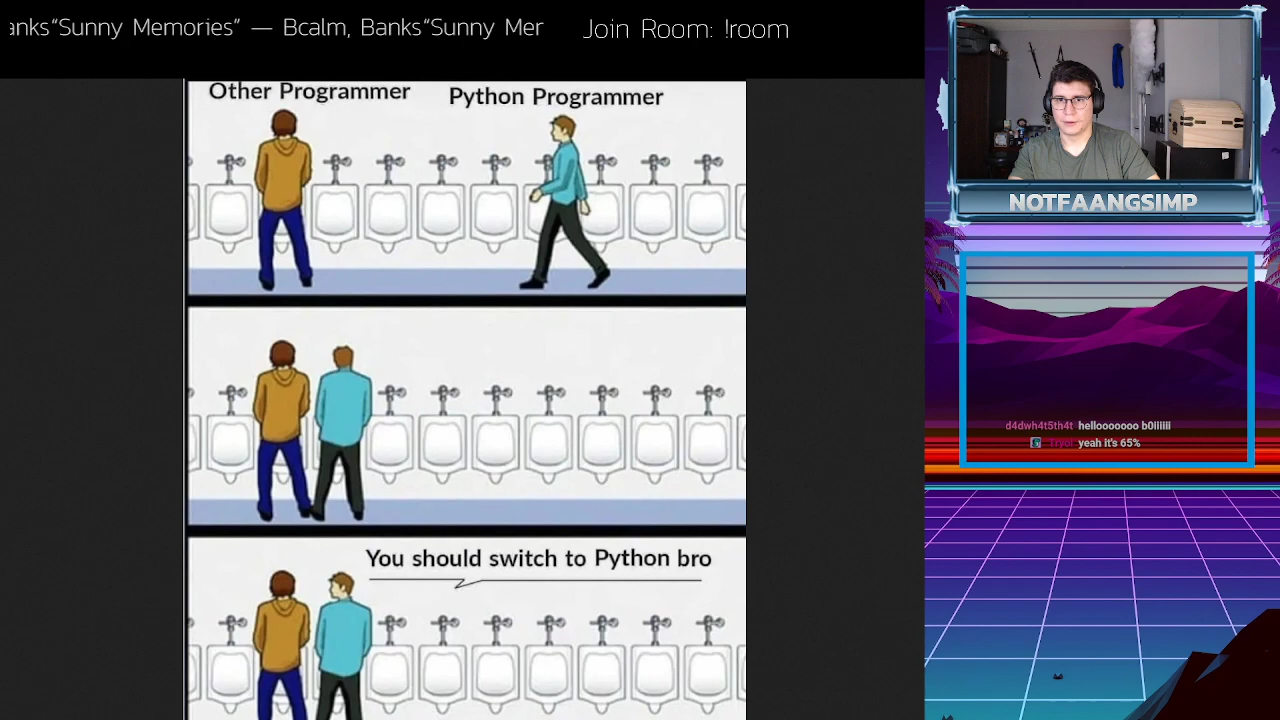 anks“Sunny Memories” — Bcalm, Banks“Sunny Mer
Join Room: !room
Other Programmer
Python Programmer
You should switch to Python bro
NOTFAANGSIMP
d4dwh4t5th4t hellooooooo b0iiiiii
Tryol yeah it's 65%